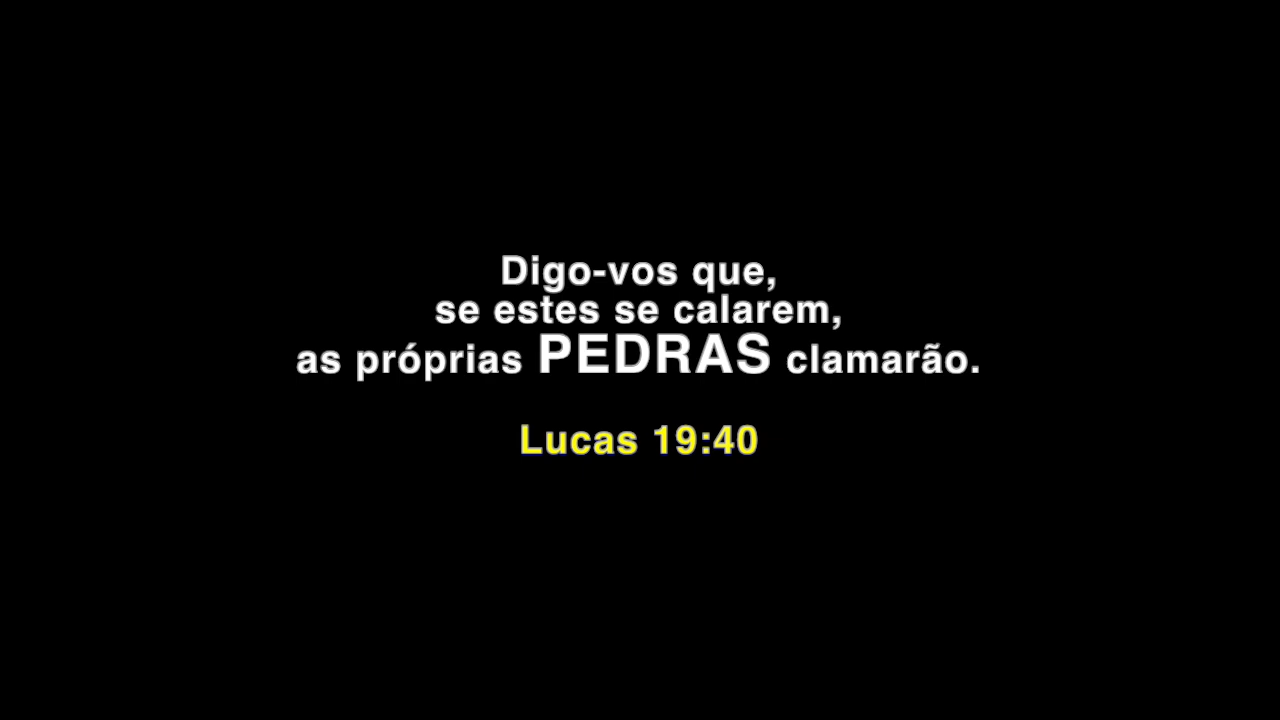 Digo-vos que,
se estes se calarem,
as próprias PEDRAS clamarão.
Lucas 19:40